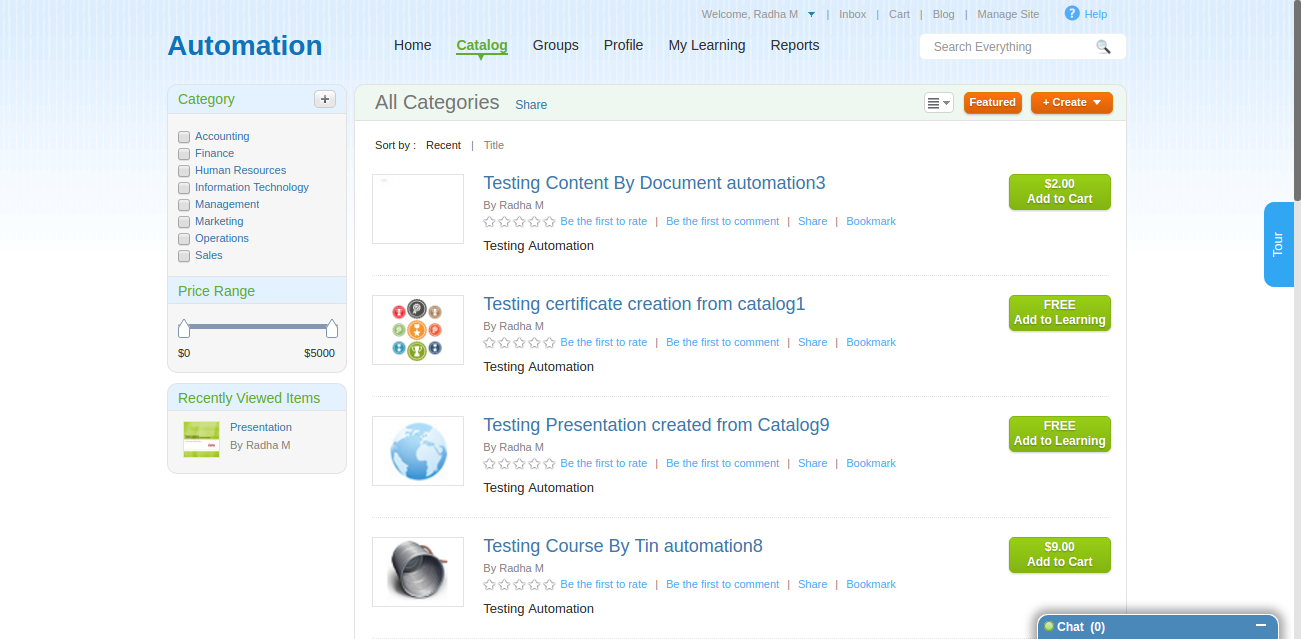 Welcome, Radha M | Inbox | Cart | Blog | Manage Site ? Help
Automation
Home Catalog Groups Profile My Learning Reports
Search Everything
Category +
Accounting
Finance
Human Resources
Information Technology
Management
Marketing
Operations
Sales
Price Range
$0 $5000
Recently Viewed Items
Presentation
By Radha M
All Categories Share
Featured
+ Create
Sort by : Recent | Title
Testing Content By Document automation3
By Radha M
Be the first to rate | Be the first to comment | Share | Bookmark
Testing Automation
$2.00
Add to Cart
Testing certificate creation from catalog1
By Radha M
Be the first to rate | Be the first to comment | Share | Bookmark
Testing Automation
FREE
Add to Learning
Testing Presentation created from Catalog9
By Radha M
Be the first to rate | Be the first to comment | Share | Bookmark
Testing Automation
FREE
Add to Learning
Testing Course By Tin automation8
By Radha M
Be the first to rate | Be the first to comment | Share | Bookmark
Testing Automation
$9.00
Add to Cart
Tour
Chat (0)